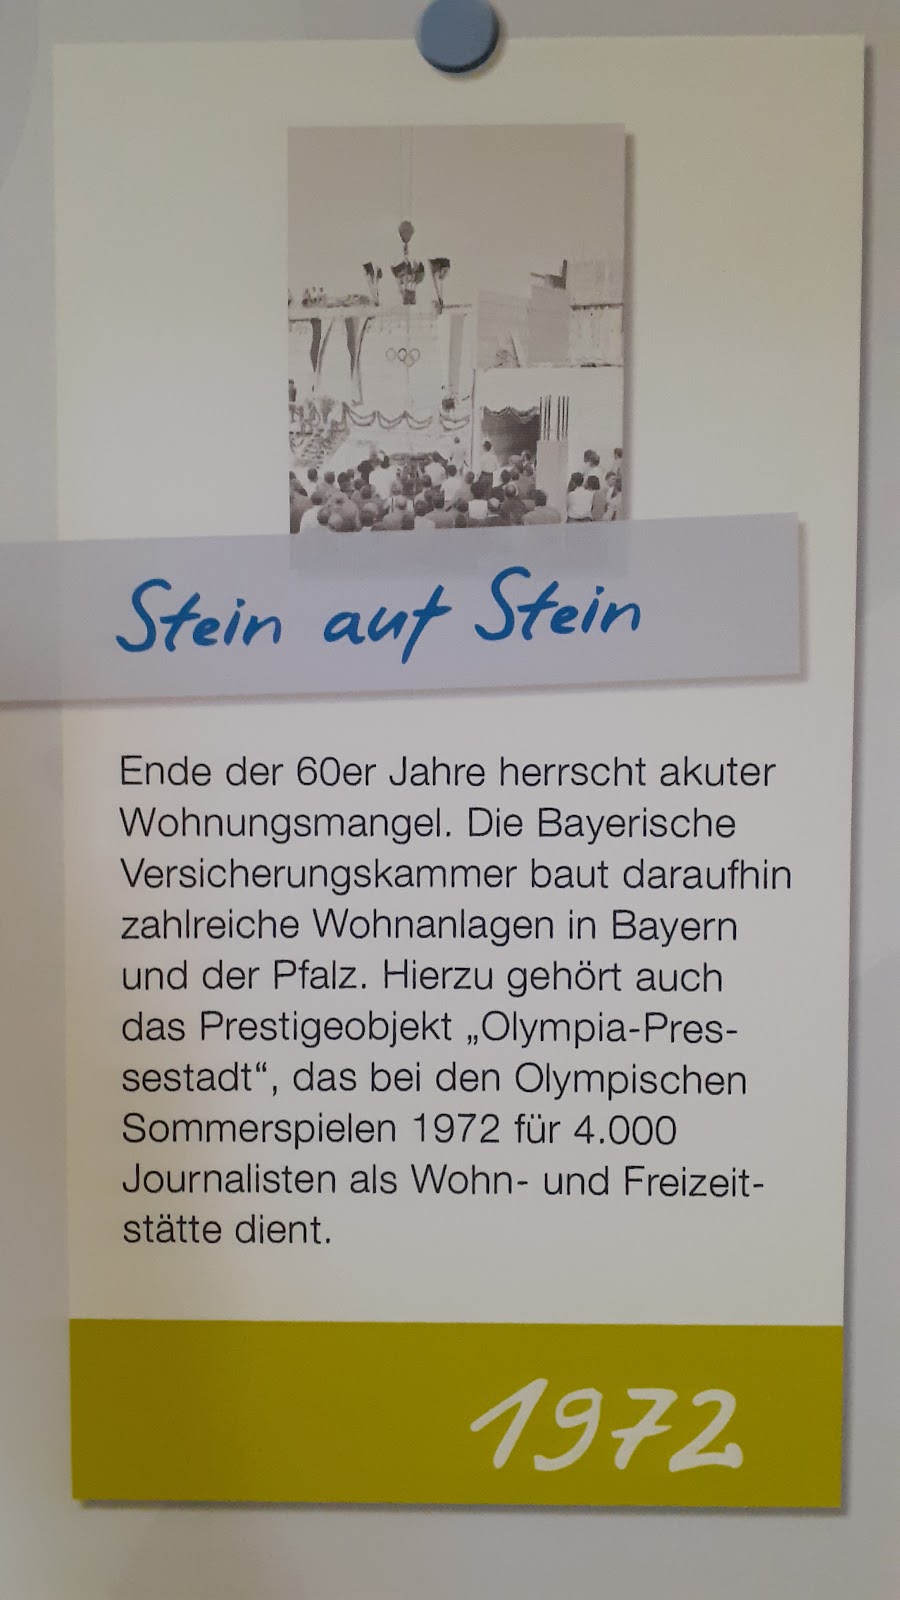 Stein auf Stein
Ende der 60er Jahre herrscht akuter
Wohnungsmangel. Die Bayerische
Versicherungskammer baut daraufhin
zahlreiche Wohnanlagen in Bayern
und der Pfalz. Hierzu gehört auch
das Prestigeobjekt „Olympia-Pres-
sestadt“, das bei den Olympischen
Sommerspielen 1972 für 4.000
Journalisten als Wohn- und Freizeit-
stätte dient.
1972